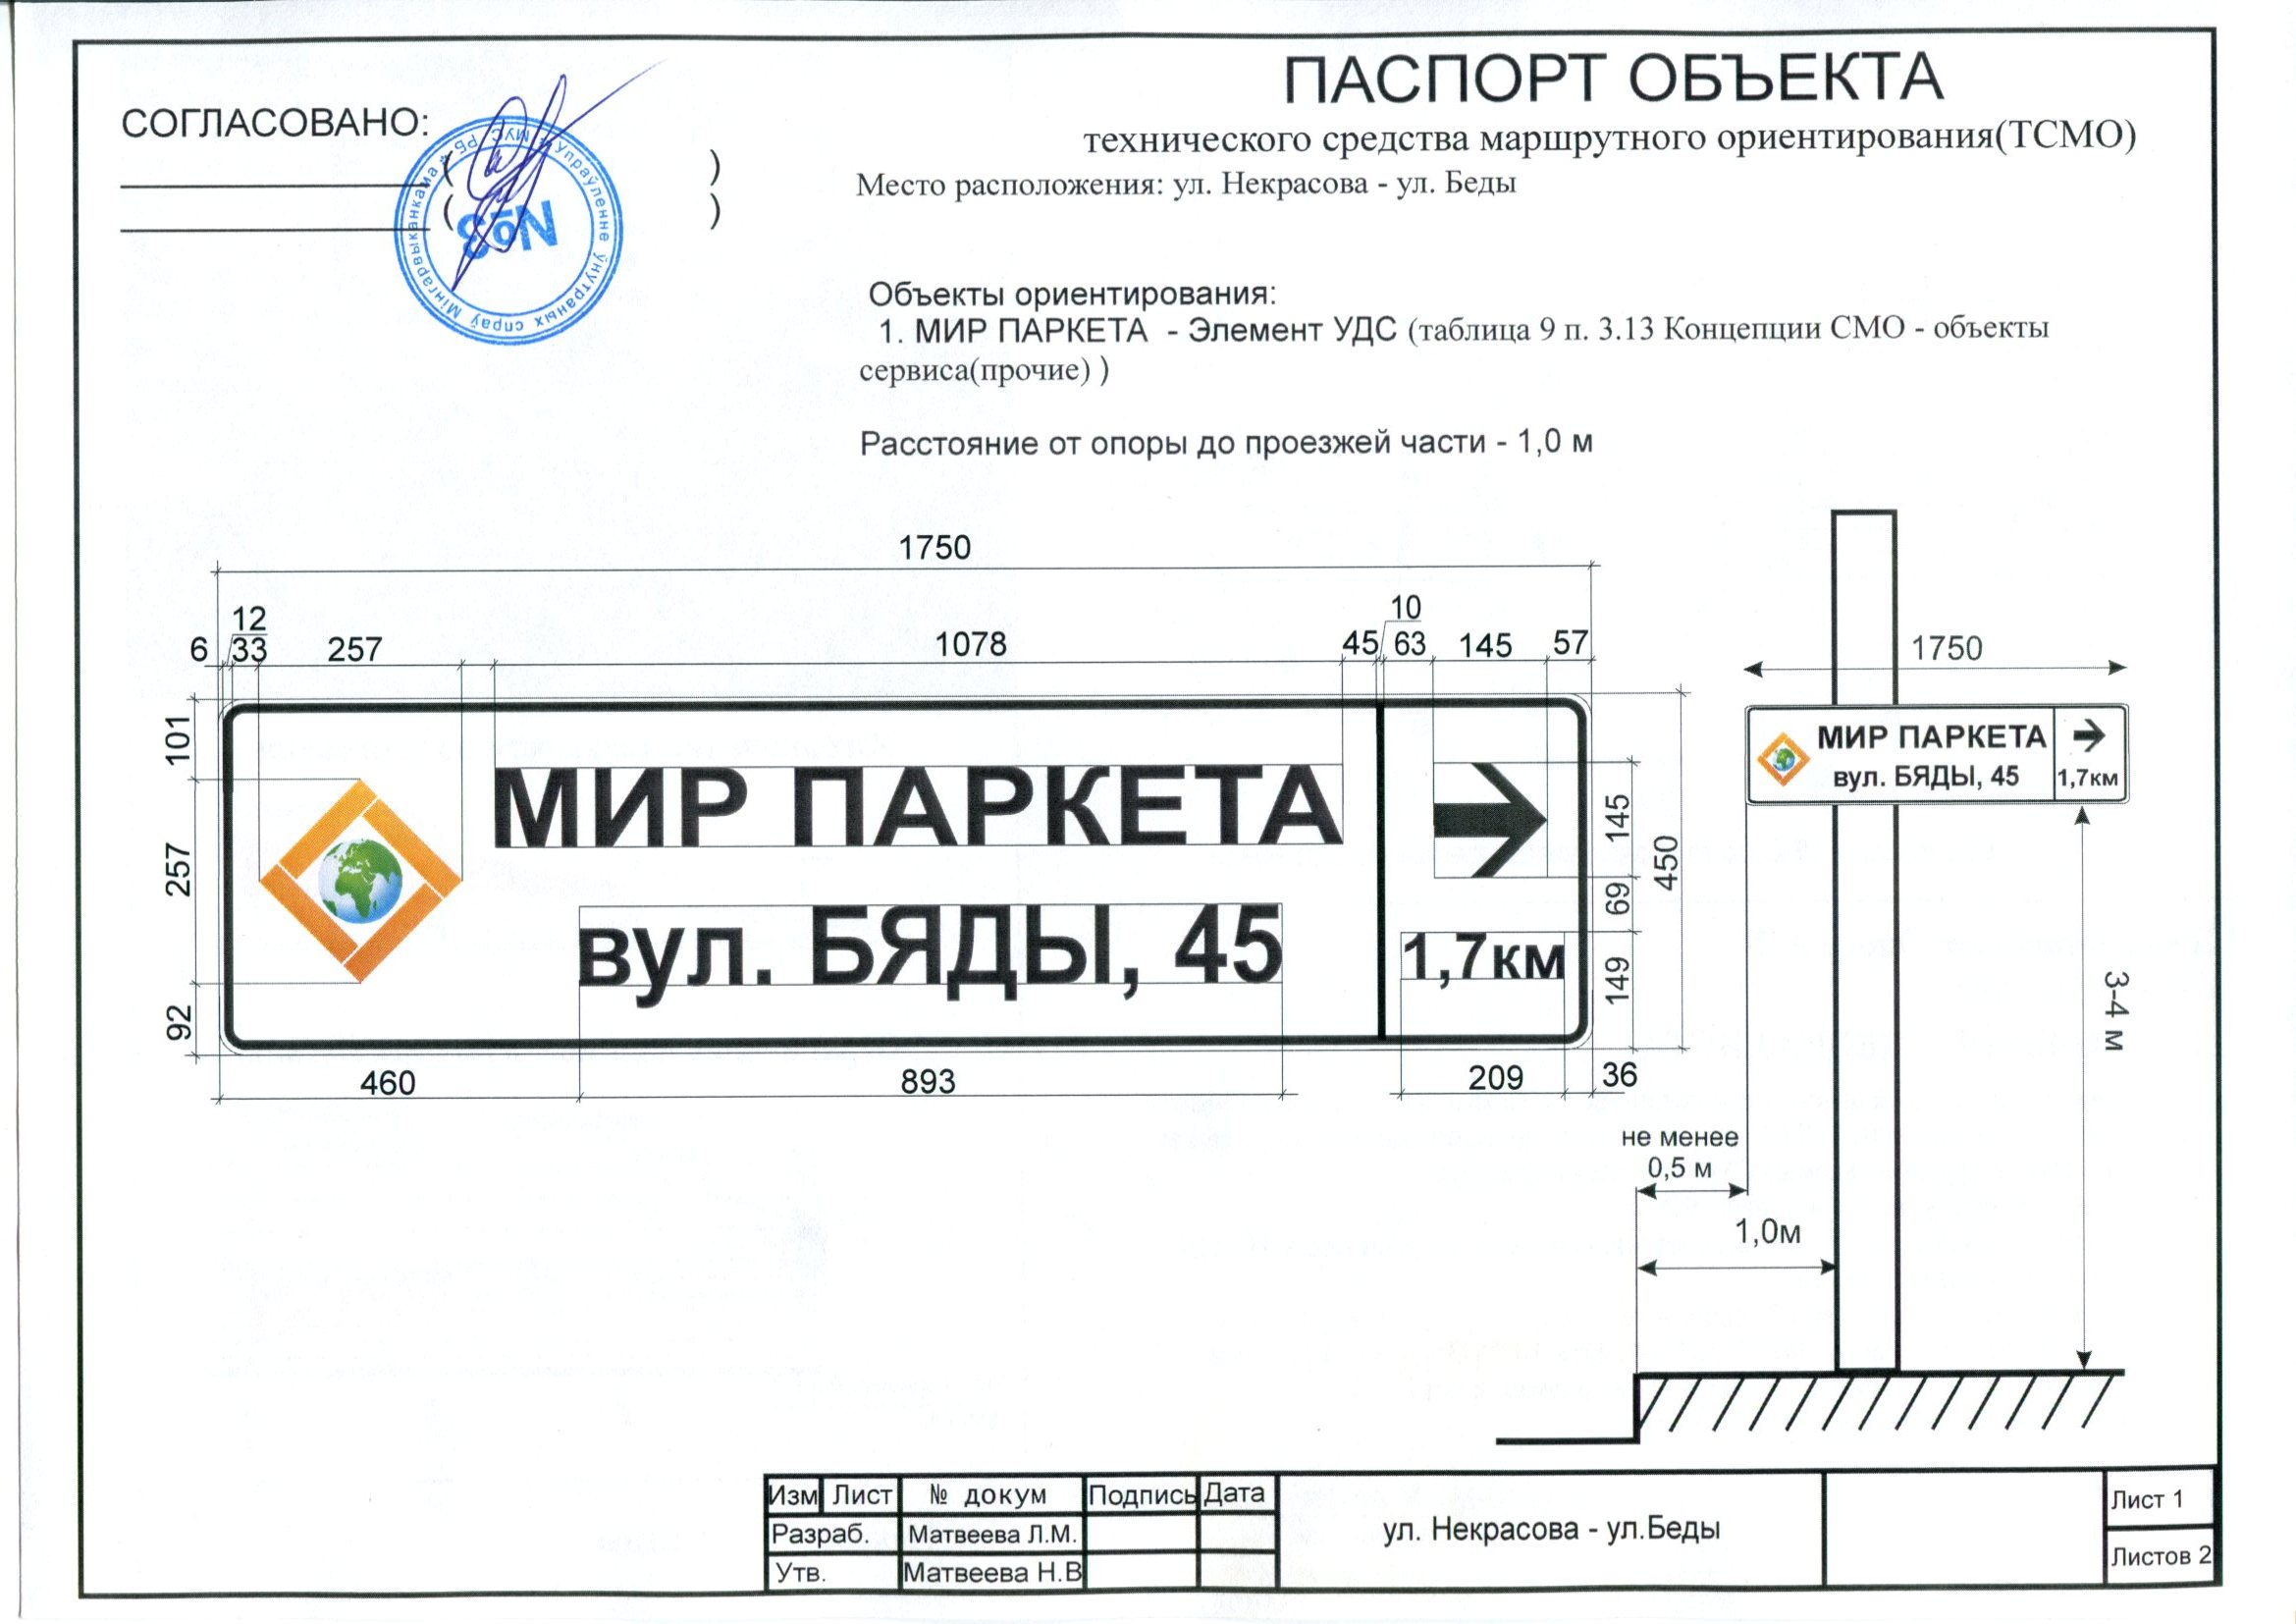 СОГЛАСОВАНО:
( )
( )
Упраўленне ўнутраных спраў Мінгарвыканкама * МУС РБ *
№3
ПАСПОРТ ОБЪЕКТА
технического средства маршрутного ориентирования(ТСМО)
Место расположения: ул. Некрасова - ул. Беды
Объекты ориентирования:
1. МИР ПАРКЕТА - Элемент УДС (таблица 9 п. 3.13 Концепции СМО - объекты
сервиса(прочие) )
Расстояние от опоры до проезжей части - 1,0 м
1750
12 10
6 33 257 1078 45 63 145 57
101
257
92
МИР ПАРКЕТА
вул. БЯДЫ, 45
1,7км
145
69
149
450
460 893 209 36
1750
МИР ПАРКЕТА
вул. БЯДЫ, 45
1,7км
3-4 м
не менее
0,5 м
1,0м
Изм Лист № докум Подпись Дата
Разраб. Матвеева Л.М.
Утв. Матвеева Н.В
ул. Некрасова - ул.Беды
Лист 1
Листов 2